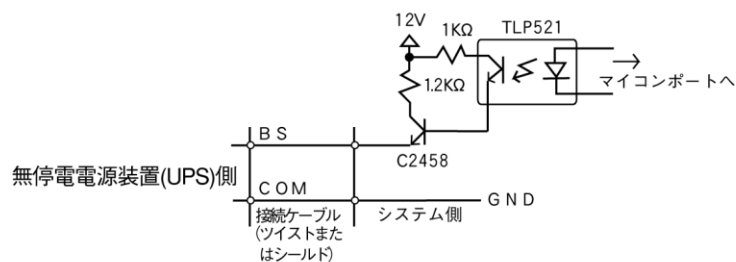 12V
1KΩ
TLP521
マイコンポートへ
1.2KΩ
BS
C2458
無停電電源装置(UPS)側
COM
GND
接続ケーブル
(ツイストまた
はシールド)
システム側